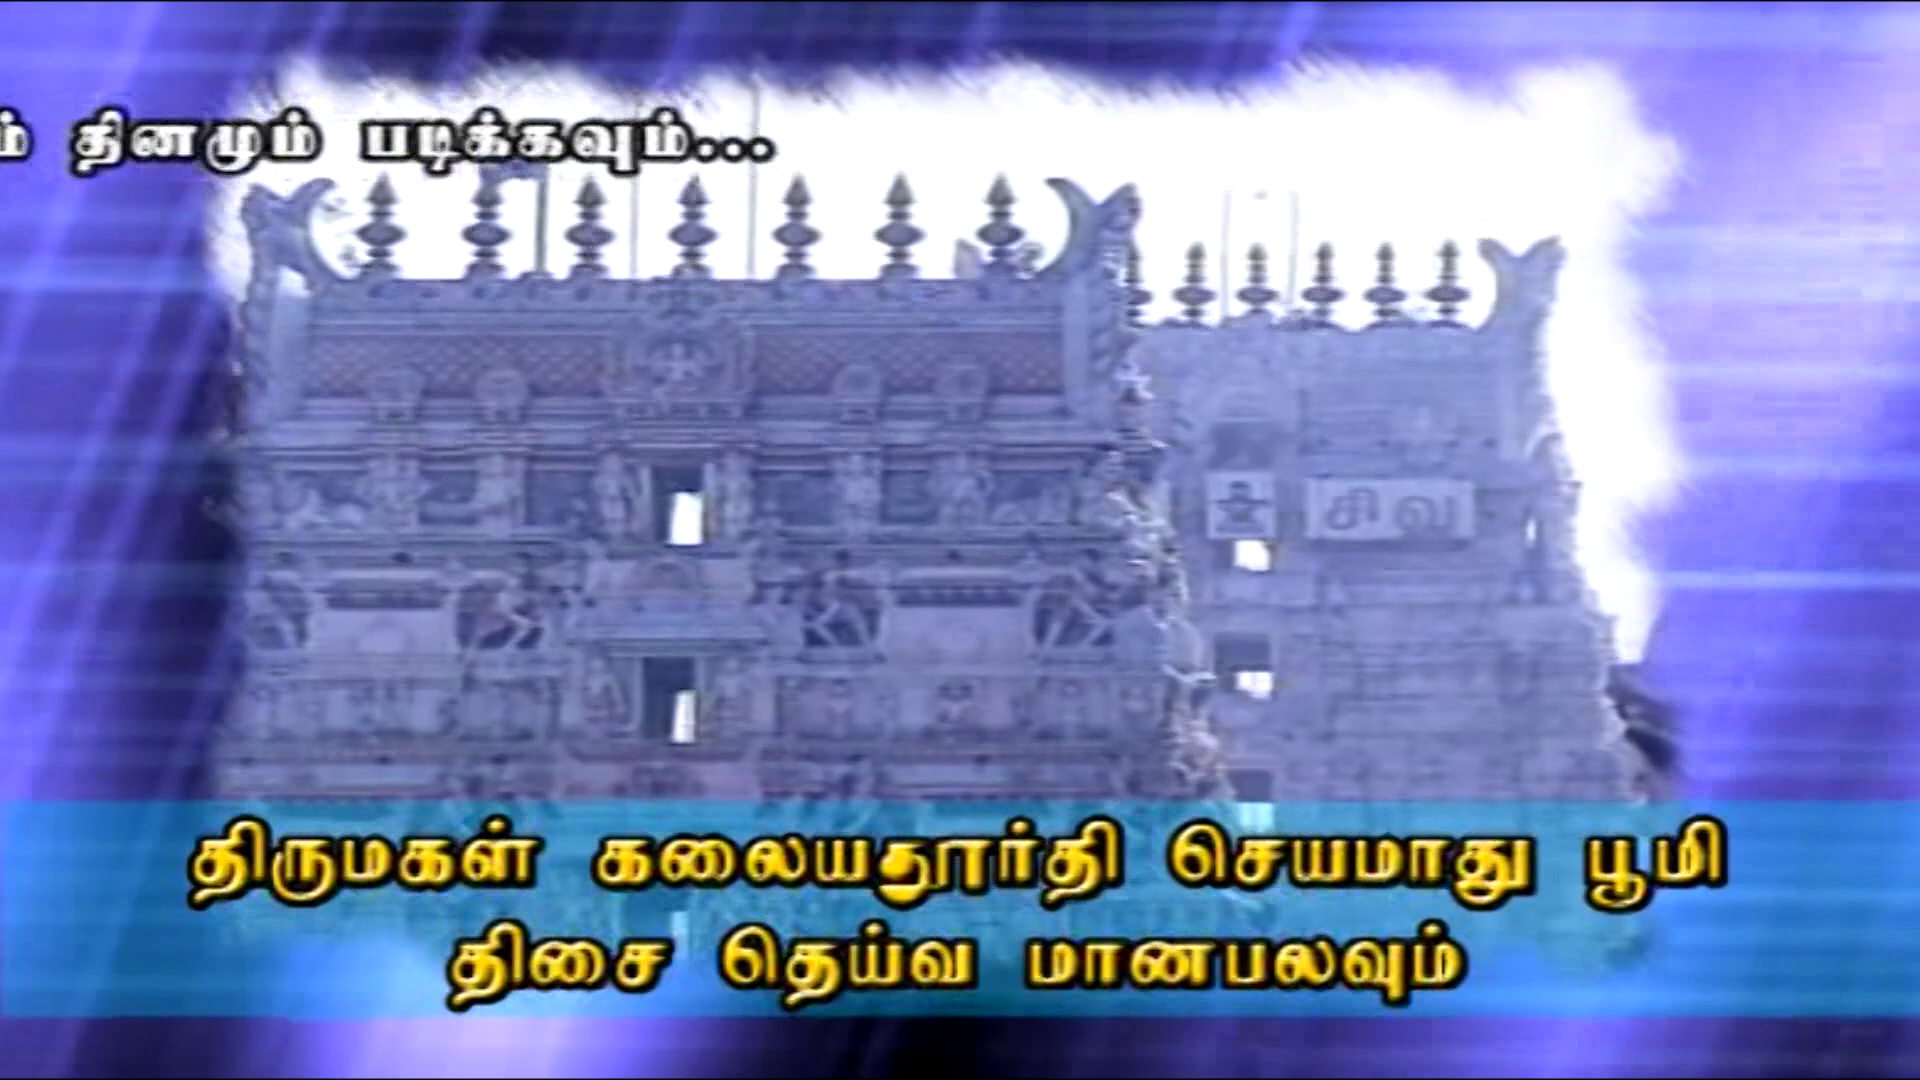 ம் தினமும் படிக்கவும்...
சிவ
திருமகள் கலையதூர்தி செயமாது பூமி
திசை தெய்வ மானபலவும்